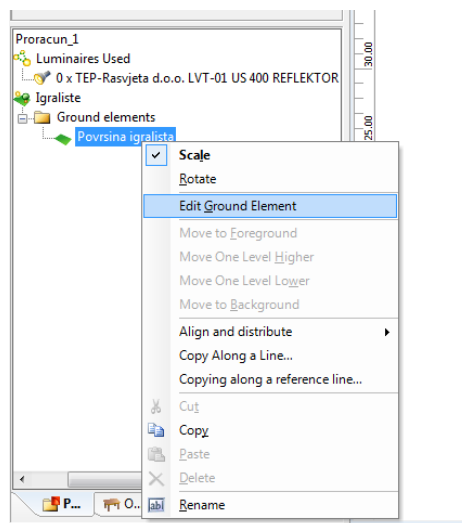 Proracun_1
Luminaires Used
0 x TEP-Rasvjeta d.o.o. LVT-01 US 400 REFLEKTOR
Igraliste
Ground elements
Povrsina igralista
30.00
25.00
Scale
Rotate
Edit Ground Element
Move to Foreground
Move One Level Higher
Move One Level Lower
Move to Background
Align and distribute
Copy Along a Line...
Copying along a reference line...
Cut
Copy
Paste
Delete
Rename
P...
O...